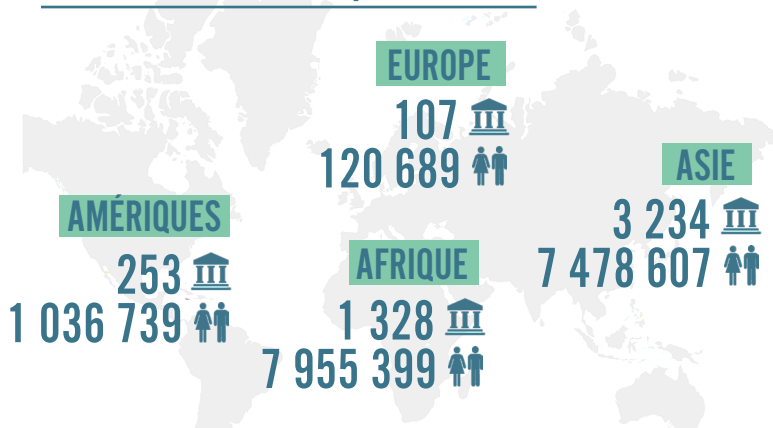 EUROPE
107
120 689
ASIE
3 234
7 478 607
AMÉRIQUES
253
1 036 739
AFRIQUE
1 328
7 955 399